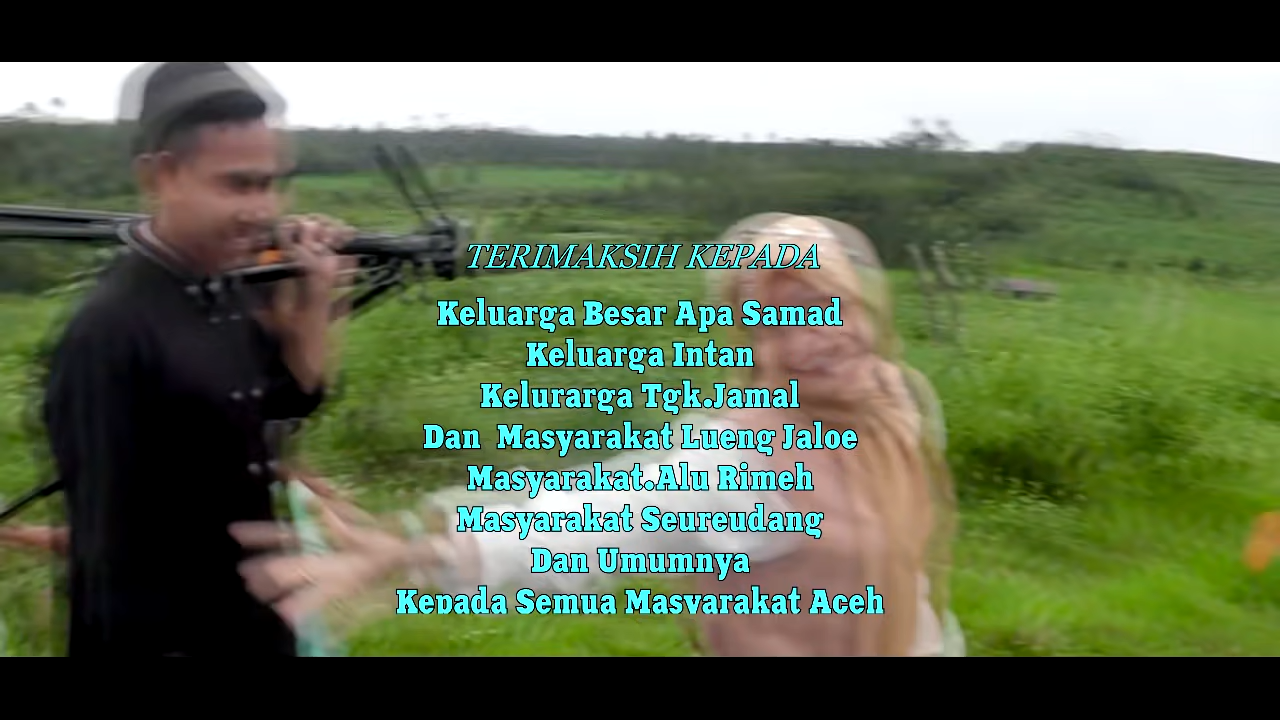 TERIMAKSIH KEPADA
Keluarga Besar Apa Samad
Keluarga Intan
Kelurarga Tgk.Jamal
Dan Masyarakat Lueng Jaloe
Masyarakat.Alu Rimeh
Masyarakat Seureudang
Dan Umumnya
Kepada Semua Masyarakat Aceh